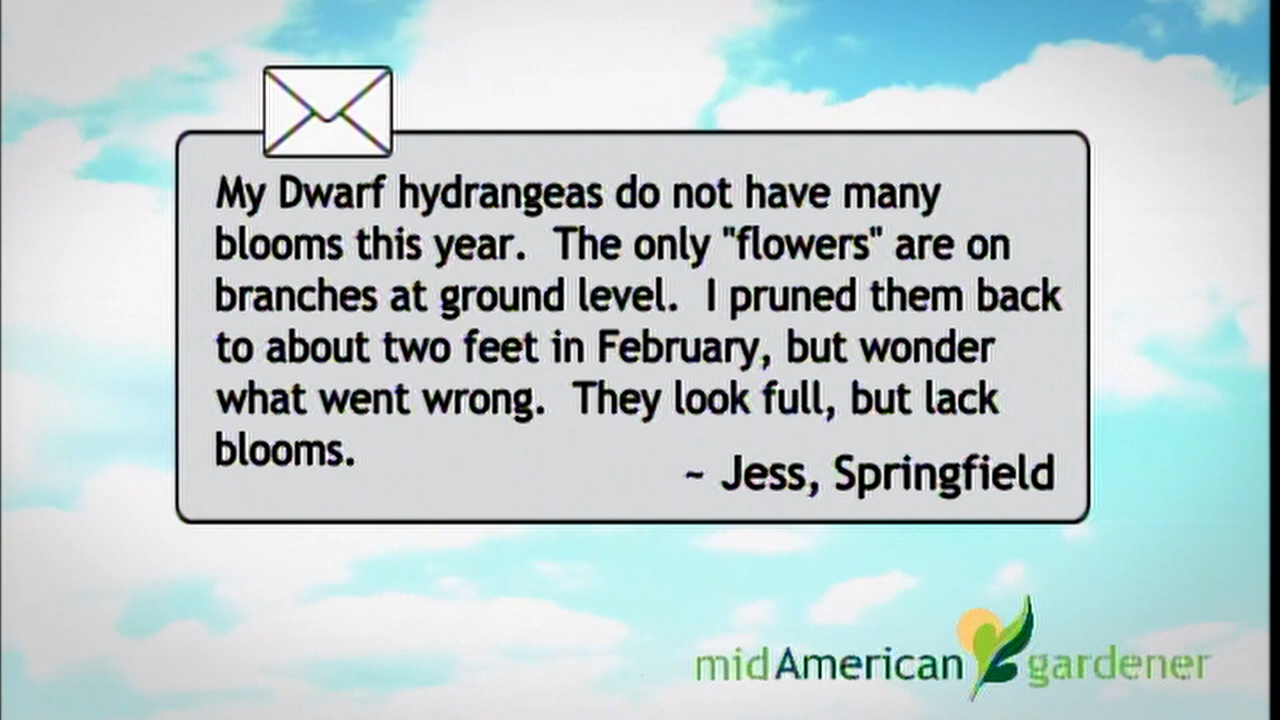 My Dwarf hydrangeas do not have many
blooms this year.  The only "flowers" are on
branches at ground level.  I pruned them back
to about two feet in February, but wonder
what went wrong.  They look full, but lack
blooms.
~ Jess, Springfield
midAmerican gardener